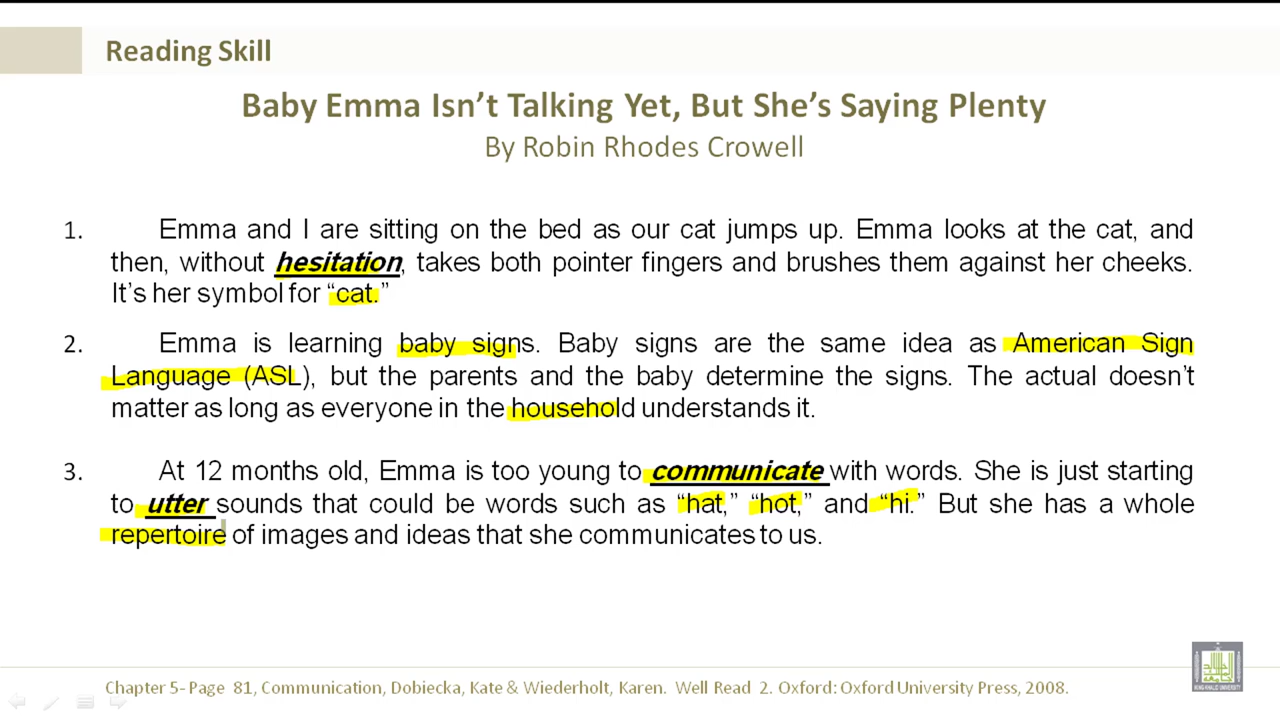 Reading Skill
Baby Emma Isn't Talking Yet, But She's Saying Plenty
By Robin Rhodes Crowell
1. Emma and I are sitting on the bed as our cat jumps up. Emma looks at the cat, and
then, without hesitation, takes both pointer fingers and brushes them against her cheeks.
It's her symbol for “cat.”
2. Emma is learning baby signs. Baby signs are the same idea as American Sign
Language (ASL), but the parents and the baby determine the signs. The actual doesn't
matter as long as everyone in the household understands it.
3. At 12 months old, Emma is too young to communicate with words. She is just starting
to utter sounds that could be words such as “hat,” “hot,” and “hi.” But she has a whole
repertoire of images and ideas that she communicates to us.
Chapter 5- Page 81, Communication, Dobiecka, Kate & Wiederholt, Karen. Well Read 2. Oxford: Oxford University Press, 2008.
KING KHALID UNIVERSITY